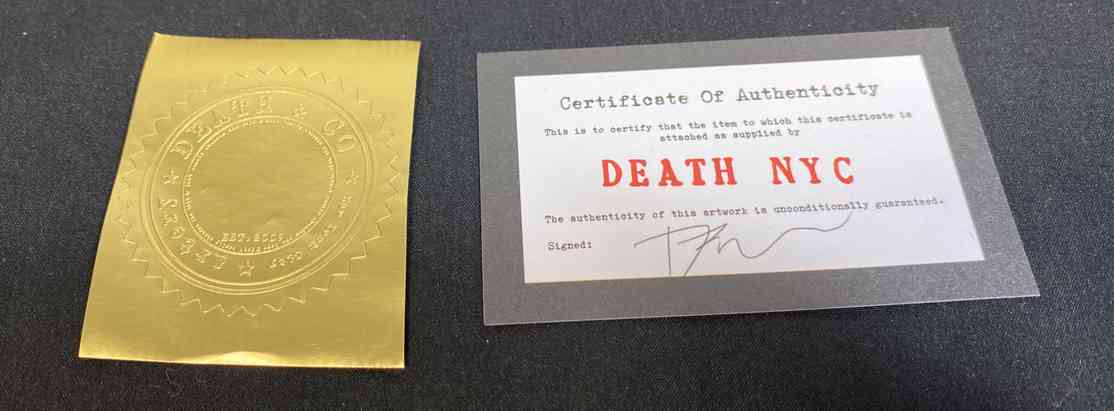 DEATH ★ CO
EST. 2009
Certificate Of Authenticity
This is to certify that the item to which this certificate is
attached as supplied by
DEATH NYC
The authenticity of this artwork is unconditionally guaranteed.
Signed: